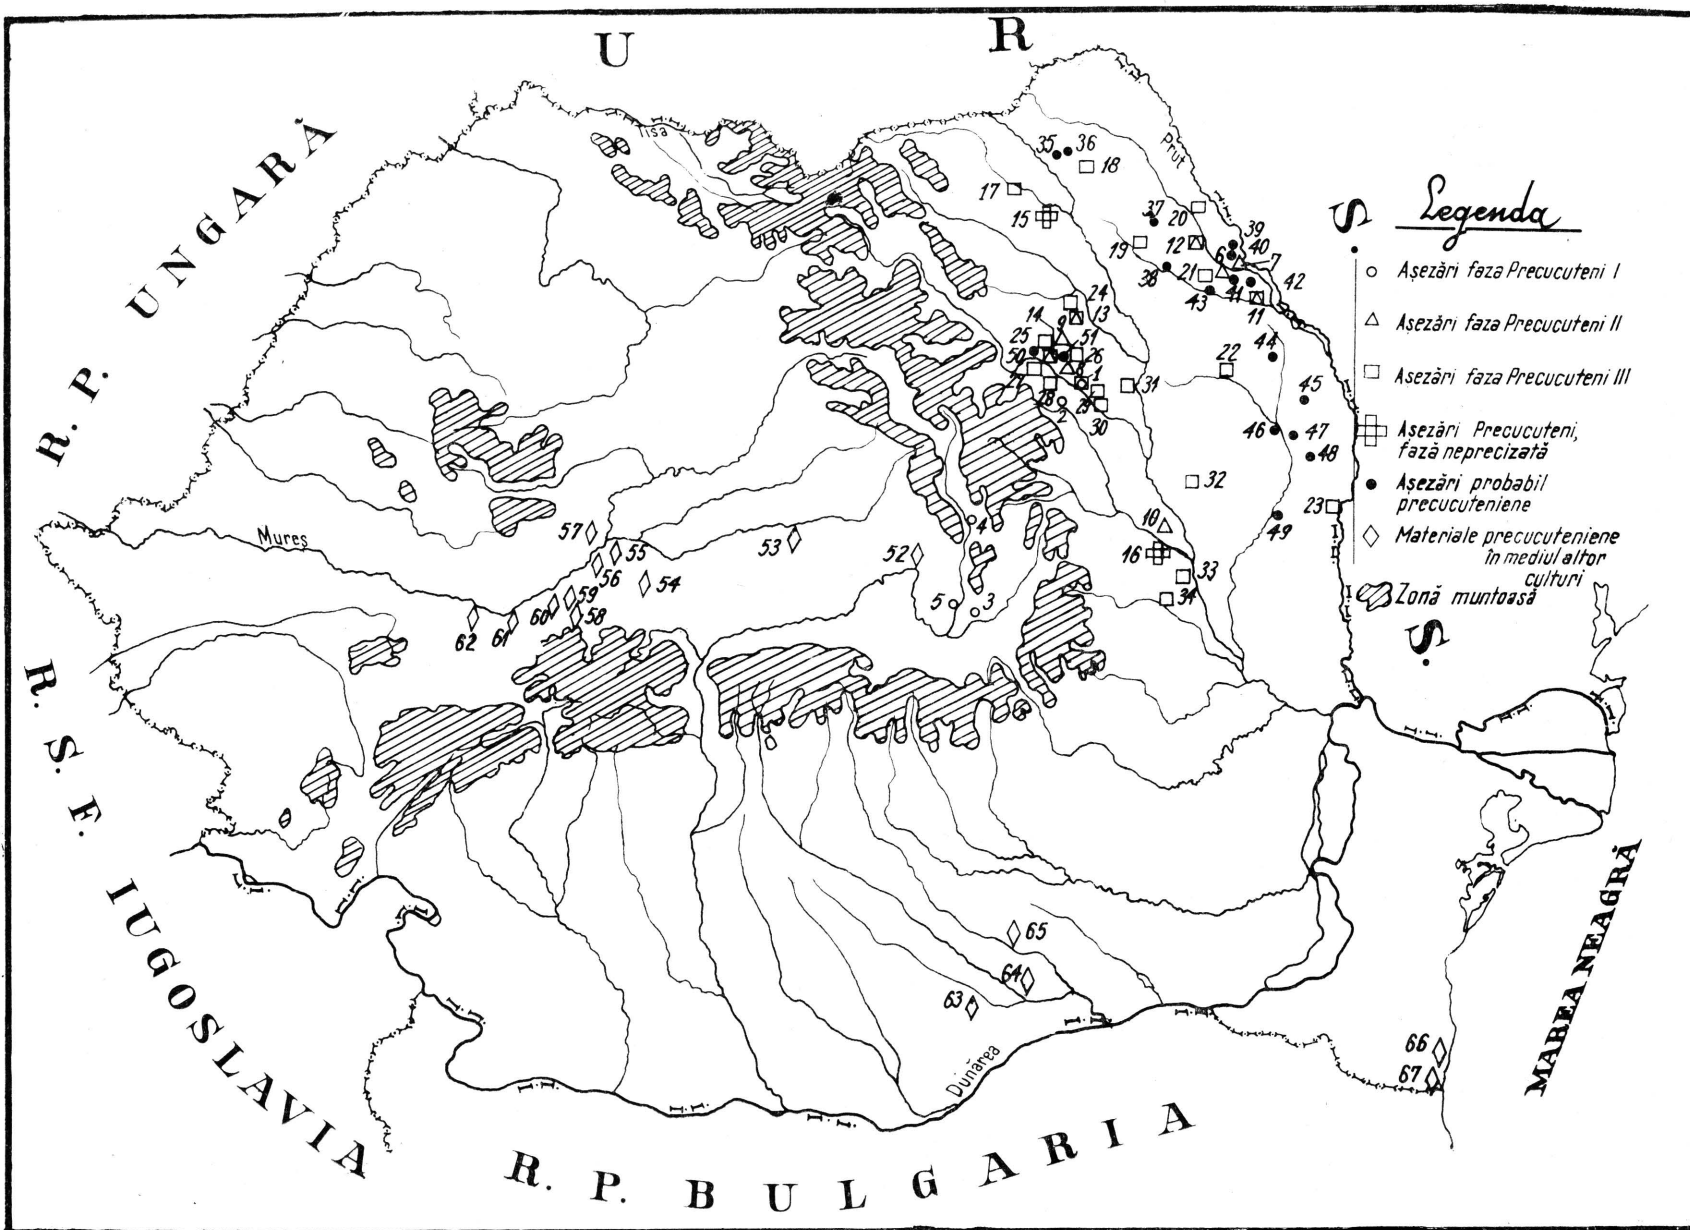 U R
S.
S.
R. P. UNGARĂ
R. S. F. IUGOSLAVIA
R. P. BULGARIA
MAREA NEAGRĂ
Tisa
Prut
Mureș
Dunărea
Legenda
Așezări faza Precucuteni I
Așezări faza Precucuteni II
Așezări faza Precucuteni III
Așezări Precucuteni,
fază neprecizată
Așezări probabil
precucuteniene
Materiale precucuteniene
în mediul altor
culturi
Zonă muntoasă
35 36
18
17
15
37 20
19 12
39
40
6 7
38 21
43 41 42
11
24
13
14 9
25 51
50 26
8
27 1
28 29
2 30
31
22
44
45
46 47
48
23
49
32
10
16
33
34
4
5 3
57
55
56
53
52
54
59
60 58
62 61
65
64
63
66
67